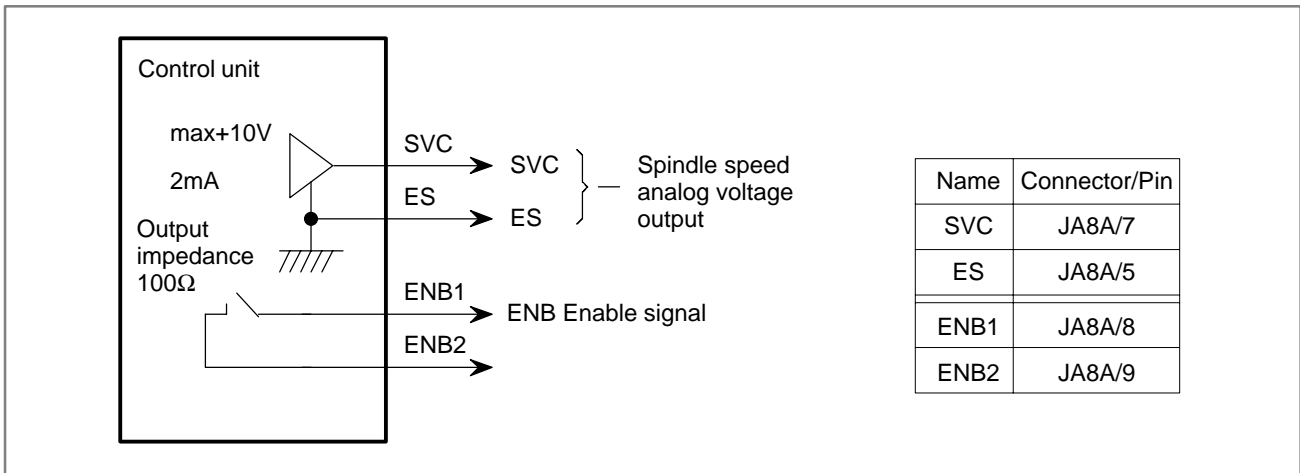 Control unit
max+10V
2mA
Output
impedance
100Ω
SVC
ES
ENB1
ENB2
SVC
ES
Spindle speed
analog voltage
output
ENB Enable signal
Name Connector/Pin
SVC JA8A/7
ES JA8A/5
ENB1 JA8A/8
ENB2 JA8A/9